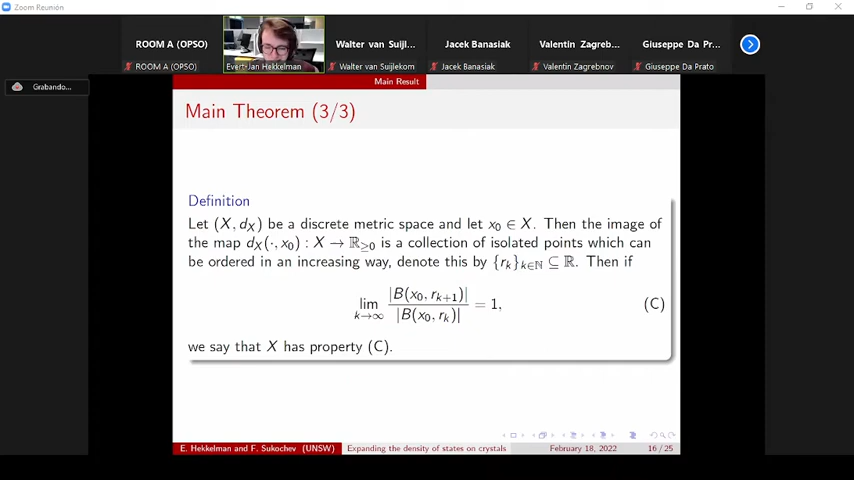 Zoom Reunión
ROOM A (OPSO)
Walter van Suijl...
Jacek Banasiak
Valentin Zagreb...
Giuseppe Da Pr...
ROOM A (OPSO)
Evert-Jan Hekkelman
Walter van Suijlekom
Jacek Banasiak
Valentin Zagrebnov
Giuseppe Da Prato
Grabando...
Main Result
Main Theorem (3/3)
Definition
Let (X, d_X) be a discrete metric space and let x₀ ∈ X. Then the image of
the map d_X(·, x₀) : X → ℝ≥₀ is a collection of isolated points which can
be ordered in an increasing way, denote this by {r_k}_{k∈ℕ} ⊆ ℝ. Then if
lim_{k→∞} |B(x₀, r_{k+1})| / |B(x₀, r_k)| = 1, (C)
we say that X has property (C).
E. Hekkelman and F. Sukochev (UNSW) Expanding the density of states on crystals February 18, 2022 16 / 25